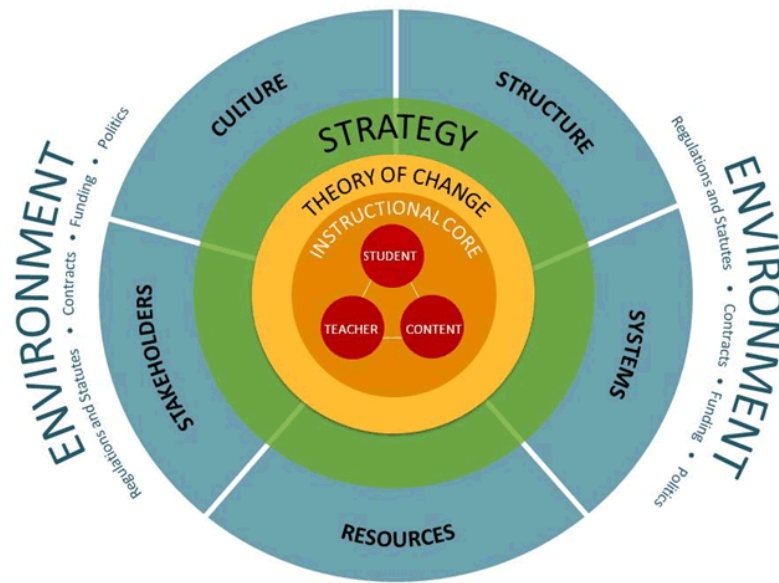 ENVIRONMENT
Regulations and Statutes • Contracts • Funding • Politics
CULTURE
STRUCTURE
STRATEGY
THEORY OF CHANGE
INSTRUCTIONAL CORE
STUDENT
TEACHER
CONTENT
STAKEHOLDERS
SYSTEMS
RESOURCES
ENVIRONMENT
Regulations and Statutes • Contracts • Funding • Politics